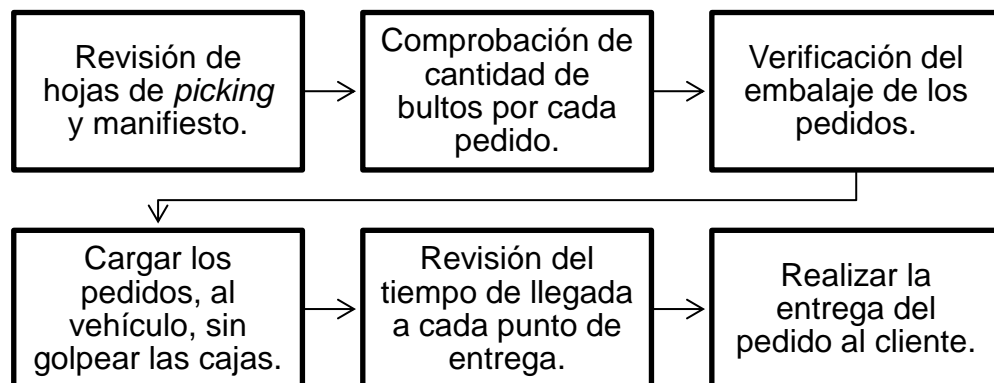 Revisión de
hojas de picking
y manifiesto.
Comprobación de
cantidad de
bultos por cada
pedido.
Verificación del
embalaje de los
pedidos.
Cargar los
pedidos, al
vehículo, sin
golpear las cajas.
Revisión del
tiempo de llegada
a cada punto de
entrega.
Realizar la
entrega del
pedido al cliente.